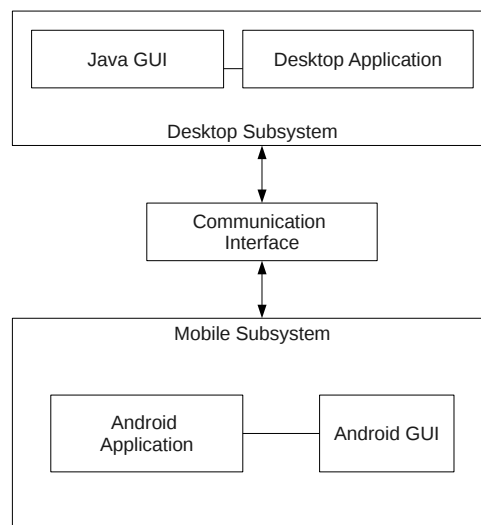 Java GUI
Desktop Application
Desktop Subsystem
Communication
Interface
Mobile Subsystem
Android
Application
Android GUI